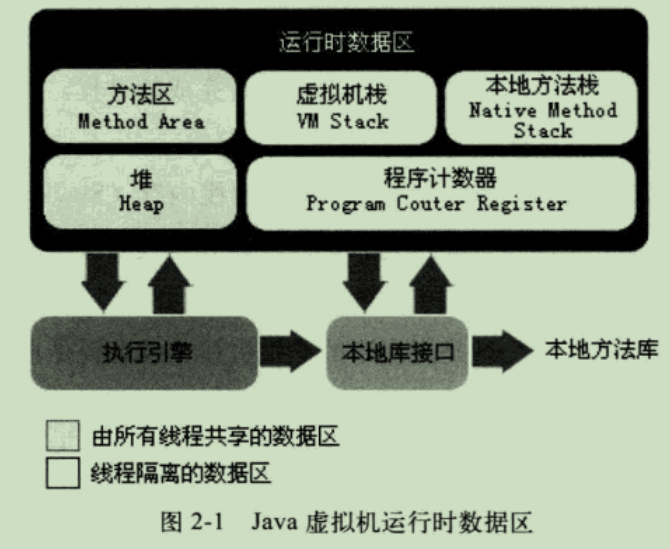 运行时数据区
方法区
Method Area
虚拟机栈
VM Stack
本地方法栈
Native Method
Stack
堆
Heap
程序计数器
Program Couter Register
执行引擎
本地库接口
本地方法库
由所有线程共享的数据区
线程隔离的数据区
图 2-1 Java 虚拟机运行时数据区